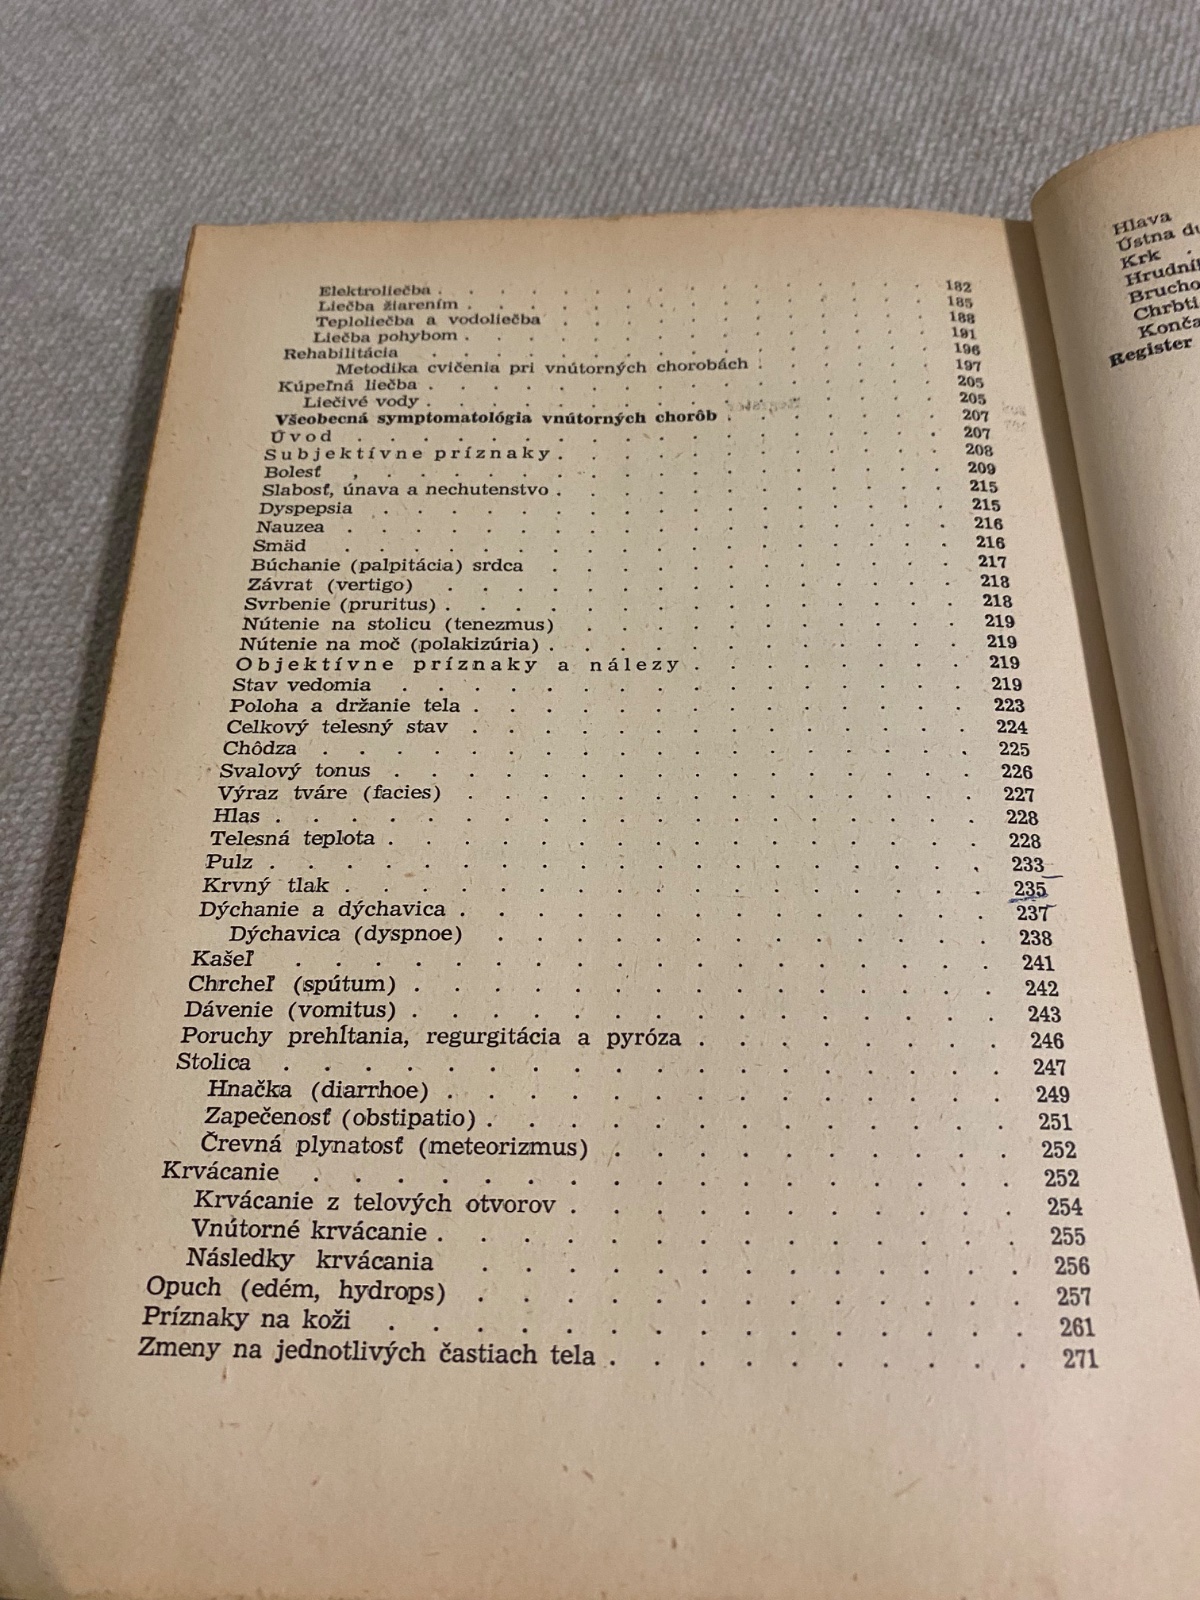 Elektroliečba . . . . . . . . . . . . . 182
Liečba žiarením . . . . . . . . . . . . 185
Teploliečba a vodoliečba . . . . . . . . . . 188
Liečba pohybom . . . . . . . . . . . . 191
Rehabilitácia . . . . . . . . . . . . . 196
Metodika cvičenia pri vnútorných chorobách . . . . . 197
Kúpeľná liečba . . . . . . . . . . . . . 205
Liečivé vody . . . . . . . . . . . . . 205
Všeobecná symptomatológia vnútorných chorôb . . . . . . 207
Úvod . . . . . . . . . . . . . . . 207
Subjektívne príznaky . . . . . . . . . . 208
Bolesť , . . . . . . . . . . . . . . 209
Slabosť, únava a nechutenstvo . . . . . . . . . . 215
Dyspepsia . . . . . . . . . . . . . . 215
Nauzea . . . . . . . . . . . . . . . 216
Smäd . . . . . . . . . . . . . . . 216
Búchanie (palpitácia) srdca . . . . . . . . . . . 217
Závrat (vertigo) . . . . . . . . . . . . . 218
Svrbenie (pruritus) . . . . . . . . . . . . . 218
Nútenie na stolicu (tenezmus) . . . . . . . . . . 219
Nútenie na moč (polakizúria) . . . . . . . . . . . 219
Objektívne príznaky a nálezy . . . . . . . 219
Stav vedomia . . . . . . . . . . . . . . 219
Poloha a držanie tela . . . . . . . . . . . . 223
Celkový telesný stav . . . . . . . . . . . . 224
Chôdza . . . . . . . . . . . . . . . . 225
Svalový tonus . . . . . . . . . . . . . . 226
Výraz tváre (facies) . . . . . . . . . . . . 227
Hlas . . . . . . . . . . . . . . . . . 228
Telesná teplota . . . . . . . . . . . . . . 228
Pulz . . . . . . . . . . . . . . . . . 233
Krvný tlak . . . . . . . . . . . . . . . 235
Dýchanie a dýchavica . . . . . . . . . . . . 237
Dýchavica (dyspnoe) . . . . . . . . . . . . 238
Kašeľ . . . . . . . . . . . . . . . . 241
Chrcheľ (spútum) . . . . . . . . . . . . . 242
Dávenie (vomitus) . . . . . . . . . . . . . 243
Poruchy prehĺtania, regurgitácia a pyróza . . . . . . . 246
Stolica . . . . . . . . . . . . . . . . 247
Hnačka (diarrhoe) . . . . . . . . . . . . 249
Zapečenosť (obstipatio) . . . . . . . . . . . . 251
Črevná plynatosť (meteorizmus) . . . . . . . . . 252
Krvácanie . . . . . . . . . . . . . . . 252
Krvácanie z telových otvorov . . . . . . . . . . 254
Vnútorné krvácanie . . . . . . . . . . . . . 255
Následky krvácania . . . . . . . . . . . . 256
Opuch (edém, hydrops) . . . . . . . . . . . . 257
Príznaky na koži . . . . . . . . . . . . . 261
Zmeny na jednotlivých častiach tela . . . . . . . . . 271
Hlava
Ústna
Krk .
Register